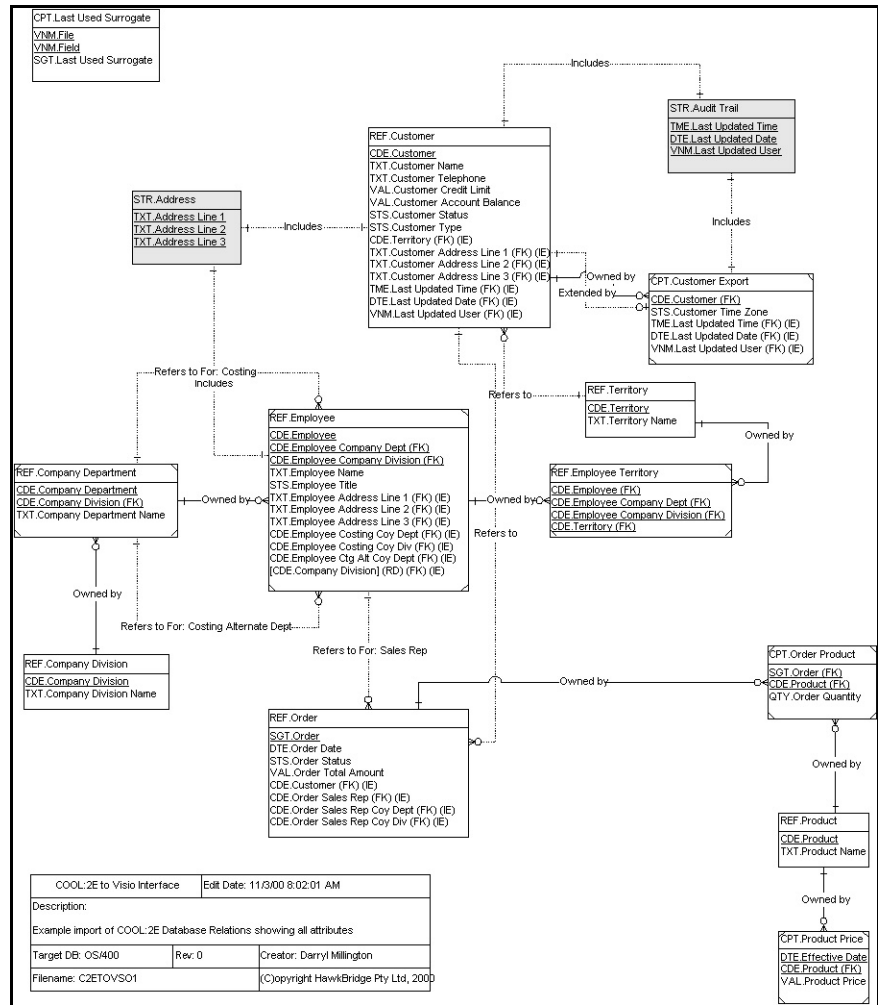 CPT.Last Used Surrogate
VNM.File
VNM.Field
SGT.Last Used Surrogate
Includes
STR.Audit Trail
TME.Last Updated Time
DTE.Last Updated Date
VNM.Last Updated User
REF.Customer
CDE.Customer
TXT.Customer Name
TXT.Customer Telephone
VAL.Customer Credit Limit
VAL.Customer Account Balance
STS.Customer Status
STS.Customer Type
CDE.Territory (FK) (IE)
TXT.Customer Address Line 1 (FK) (IE)
TXT.Customer Address Line 2 (FK) (IE)
TXT.Customer Address Line 3 (FK) (IE)
TME.Last Updated Time (FK) (IE)
DTE.Last Updated Date (FK) (IE)
VNM.Last Updated User (FK) (IE)
STR.Address
TXT.Address Line 1
TXT.Address Line 2
TXT.Address Line 3
Includes
Includes
Owned by
Extended by
CPT.Customer Export
CDE.Customer (FK)
STS.Customer Time Zone
TME.Last Updated Time (FK) (IE)
DTE.Last Updated Date (FK) (IE)
VNM.Last Updated User (FK) (IE)
Refers to For: Costing
Includes
Refers to
REF.Territory
CDE.Territory
TXT.Territory Name
Owned by
REF.Employee
CDE.Employee
CDE.Employee Company Dept (FK)
CDE.Employee Company Division (FK)
TXT.Employee Name
STS.Employee Title
TXT.Employee Address Line 1 (FK) (IE)
TXT.Employee Address Line 2 (FK) (IE)
TXT.Employee Address Line 3 (FK) (IE)
CDE.Employee Costing Coy Dept (FK) (IE)
CDE.Employee Costing Coy Div (FK) (IE)
CDE.Employee Ctg Alt Coy Dept (FK) (IE)
[CDE.Company Division] (RD) (FK) (IE)
REF.Company Department
CDE.Company Department
CDE.Company Division (FK)
TXT.Company Department Name
Owned by
Owned by
REF.Employee Territory
CDE.Employee (FK)
CDE.Employee Company Dept (FK)
CDE.Employee Company Division (FK)
CDE.Territory (FK)
Refers to
Owned by
Refers to For: Costing Alternate Dept
Refers to For: Sales Rep
REF.Company Division
CDE.Company Division
TXT.Company Division Name
Owned by
CPT.Order Product
SGT.Order (FK)
CDE.Product (FK)
QTY.Order Quantity
REF.Order
SGT.Order
DTE.Order Date
STS.Order Status
VAL.Order Total Amount
CDE.Customer (FK) (IE)
CDE.Order Sales Rep (FK) (IE)
CDE.Order Sales Rep Coy Dept (FK) (IE)
CDE.Order Sales Rep Coy Div (FK) (IE)
Owned by
REF.Product
CDE.Product
TXT.Product Name
Owned by
CPT.Product Price
DTE.Effective Date
CDE.Product (FK)
VAL.Product Price
COOL:2E to Visio Interface
Edit Date: 11/3/00 8:02:01 AM
Description:
Example import of COOL:2E Database Relations showing all attributes
Target DB: OS/400
Rev: 0
Creator: Darryl Millington
Filename: C2ETOVSO1
(C)opyright HawkBridge Pty Ltd, 2000